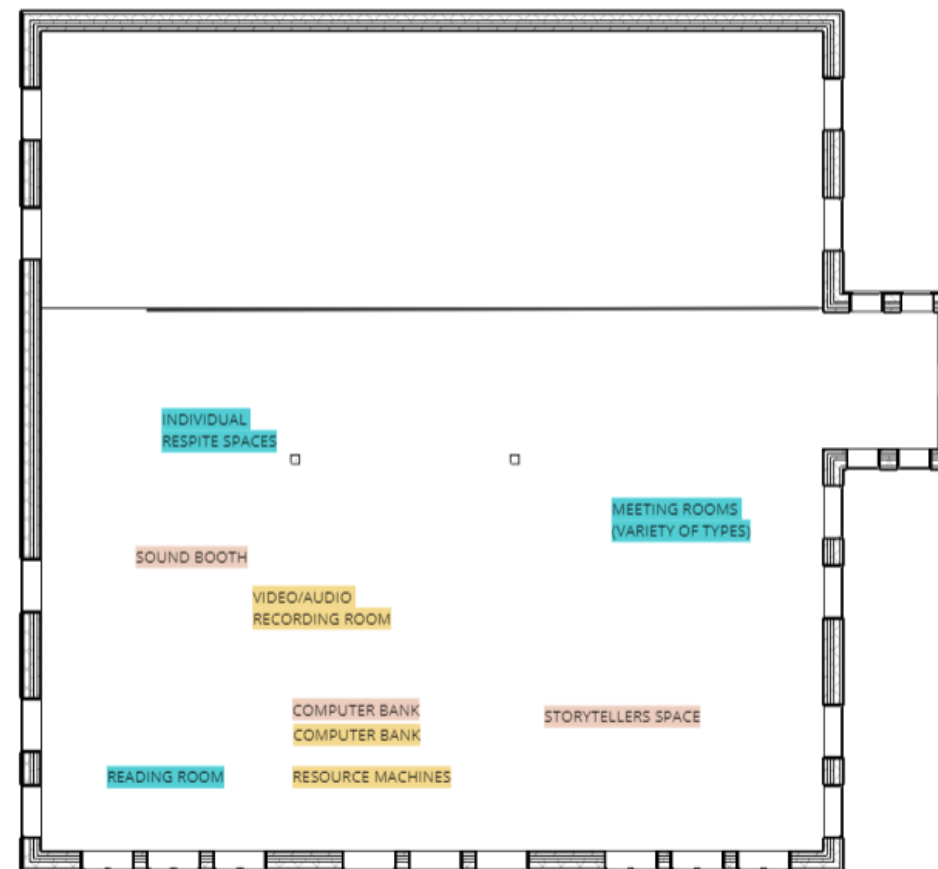 INDIVIDUAL
RESPITE SPACES
MEETING ROOMS
(VARIETY OF TYPES)
SOUND BOOTH
VIDEO/AUDIO
RECORDING ROOM
COMPUTER BANK
STORYTELLERS SPACE
COMPUTER BANK
READING ROOM
RESOURCE MACHINES